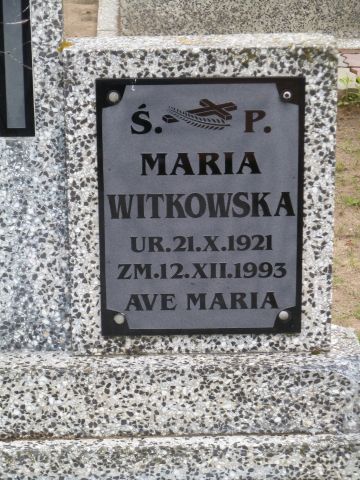 Ś. P.
MARIA
WITKOWSKA
UR.21.X.1921
ZM.12.XII.1993
AVE MARIA